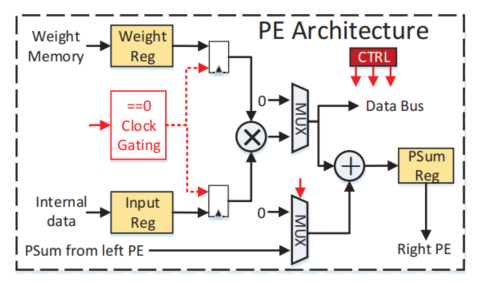 PE Architecture
Weight
Memory
Weight
Reg
CTRL
==0
Clock
Gating
0
MUX
Data Bus
PSum
Reg
Internal
data
Input
Reg
0
MUX
PSum from left PE
Right PE